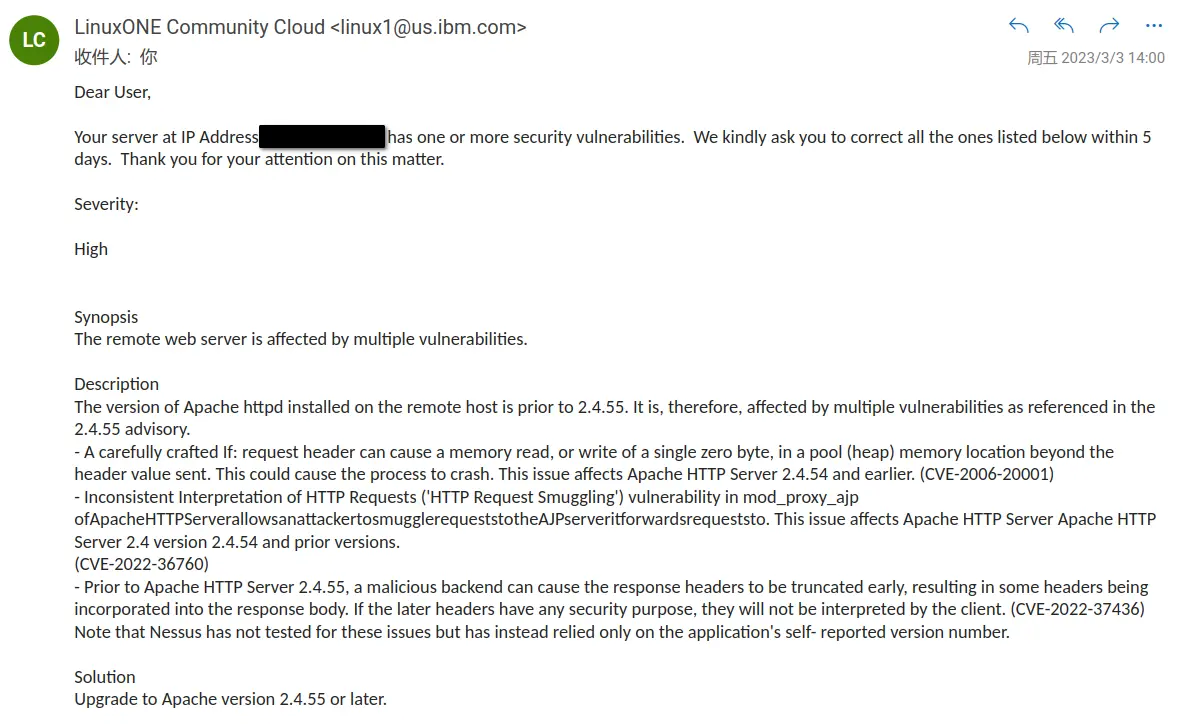 LC
LinuxONE Community Cloud <linux1@us.ibm.com>
收件人: 你
周五 2023/3/3 14:00
Dear User,
Your server at IP Address has one or more security vulnerabilities.  We kindly ask you to correct all the ones listed below within 5
days.  Thank you for your attention on this matter.
Severity:
High
Synopsis
The remote web server is affected by multiple vulnerabilities.
Description
The version of Apache httpd installed on the remote host is prior to 2.4.55. It is, therefore, affected by multiple vulnerabilities as referenced in the
2.4.55 advisory.
- A carefully crafted If: request header can cause a memory read, or write of a single zero byte, in a pool (heap) memory location beyond the
header value sent. This could cause the process to crash. This issue affects Apache HTTP Server 2.4.54 and earlier. (CVE-2006-20001)
- Inconsistent Interpretation of HTTP Requests ('HTTP Request Smuggling') vulnerability in mod_proxy_ajp
ofApacheHTTPServerallowsanattackertosmugglerequeststotheAJPserveritforwardsrequeststo. This issue affects Apache HTTP Server Apache HTTP
Server 2.4 version 2.4.54 and prior versions.
(CVE-2022-36760)
- Prior to Apache HTTP Server 2.4.55, a malicious backend can cause the response headers to be truncated early, resulting in some headers being
incorporated into the response body. If the later headers have any security purpose, they will not be interpreted by the client. (CVE-2022-37436)
Note that Nessus has not tested for these issues but has instead relied only on the application's self- reported version number.
Solution
Upgrade to Apache version 2.4.55 or later.